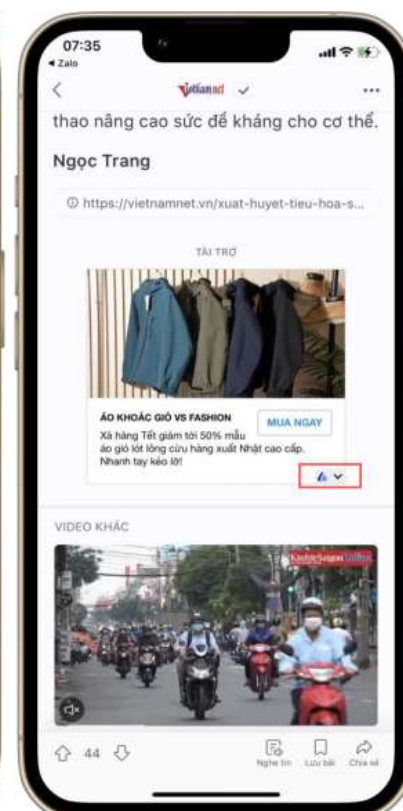 07:35
Zalo
Vietnamnet
thao nâng cao sức đề kháng cho cơ thể.
Ngọc Trang
https://vietnamnet.vn/xuat-huyet-tieu-hoa-s...
TÀI TRỢ
ÁO KHOÁC GIÓ VS FASHION
MUA NGAY
Xả hàng Tết giảm tới 50% mẫu
áo gió lót lông cừu hàng xuất Nhật cao cấp.
Nhanh tay kẻo lỡ!
VIDEO KHÁC
44
Nghe tin
Lưu bài
Chia sẻ